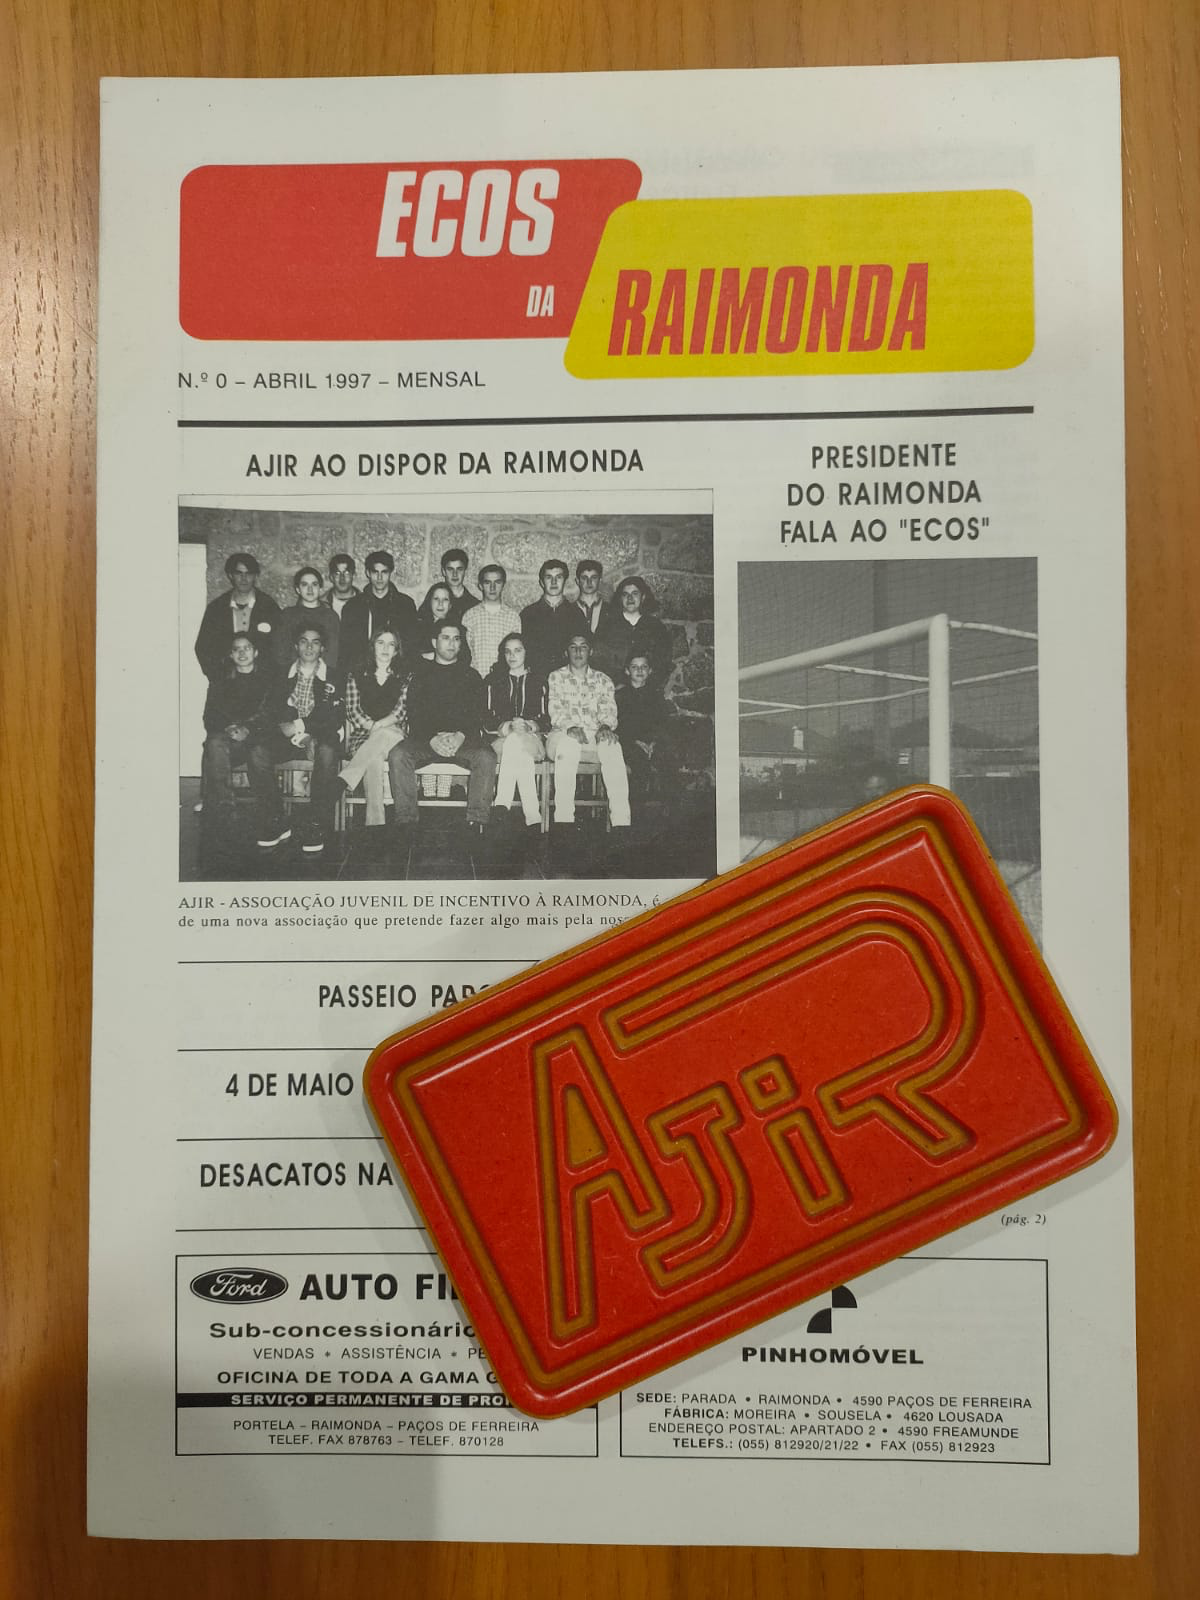 ECOS
DA
RAIMONDA
N.º 0 – ABRIL 1997 – MENSAL
AJIR AO DISPOR DA RAIMONDA
PRESIDENTE
DO RAIMONDA
FALA AO "ECOS"
AJIR - ASSOCIAÇÃO JUVENIL DE INCENTIVO À RAIMONDA, é
de uma nova associação que pretende fazer algo mais pela
PASSEIO
4 DE MAIO
DESACATOS NA
(pág. 2)
AJiR
Ford
AUTO
Sub-concessionário
VENDAS * ASSISTÊNCIA *
OFICINA DE TODA A GAMA
SERVIÇO PERMANENTE DE
PORTELA – RAIMONDA – PAÇOS DE FERREIRA
TELEF. FAX 878763 – TELEF. 870128
PINHOMÓVEL
SEDE: PARADA • RAIMONDA • 4590 PAÇOS DE FERREIRA
FÁBRICA: MOREIRA • SOUSELA • 4620 LOUSADA
ENDEREÇO POSTAL: APARTADO 2 • 4590 FREAMUNDE
TELEFS.: (055) 812920/21/22 • FAX (055) 812923